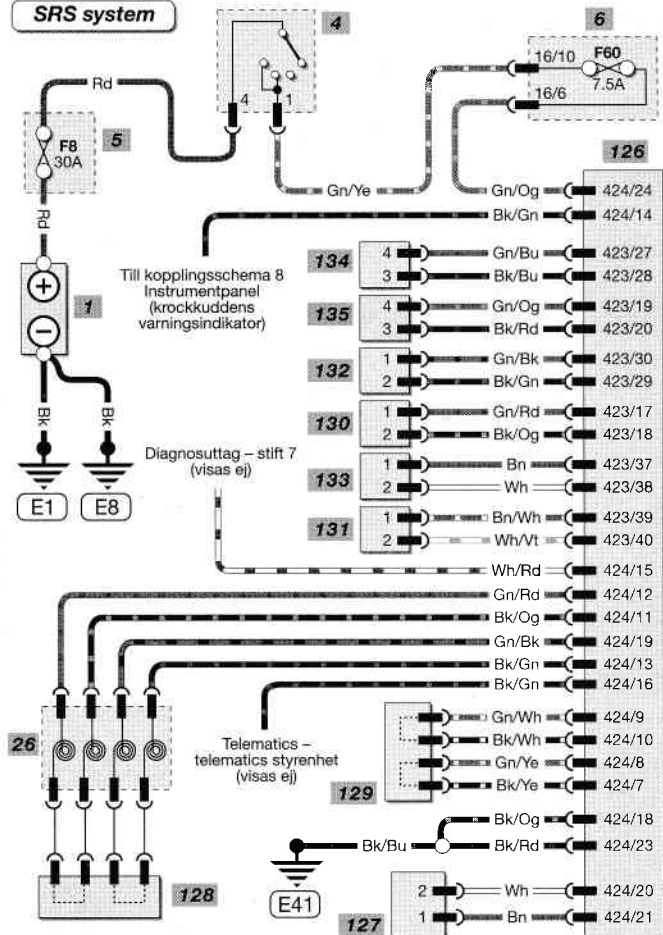 SRS system
4
6
16/10
F60
7.5A
16/6
Rd
4
1
F8
30A
5
126
Gn/Ye
Gn/Og
424/24
Bk/Gn
424/14
Rd
134
4
Gn/Bu
423/27
3
Bk/Bu
423/28
Till kopplingsschema 8
Instrumentpanel
(krockkuddens
varningsindikator)
1
135
4
Gn/Og
423/19
3
Bk/Rd
423/20
132
1
Gn/Bk
423/30
2
Bk/Gn
423/29
Bk
Bk
130
1
Gn/Rd
423/17
2
Bk/Og
423/18
Diagnosuttag – stift 7
(visas ej)
133
1
Bn
423/37
2
Wh
423/38
E1
E8
131
1
Bn/Wh
423/39
2
Wh/Vt
423/40
Wh/Rd
424/15
Gn/Rd
424/12
Bk/Og
424/11
Gn/Bk
424/19
Bk/Gn
424/13
Bk/Gn
424/16
26
Telematics –
telematics styrenhet
(visas ej)
129
Gn/Wh
424/9
Bk/Wh
424/10
Gn/Ye
424/8
Bk/Ye
424/7
Bk/Og
424/18
Bk/Bu
Bk/Rd
424/23
E41
128
127
2
Wh
424/20
1
Bn
424/21